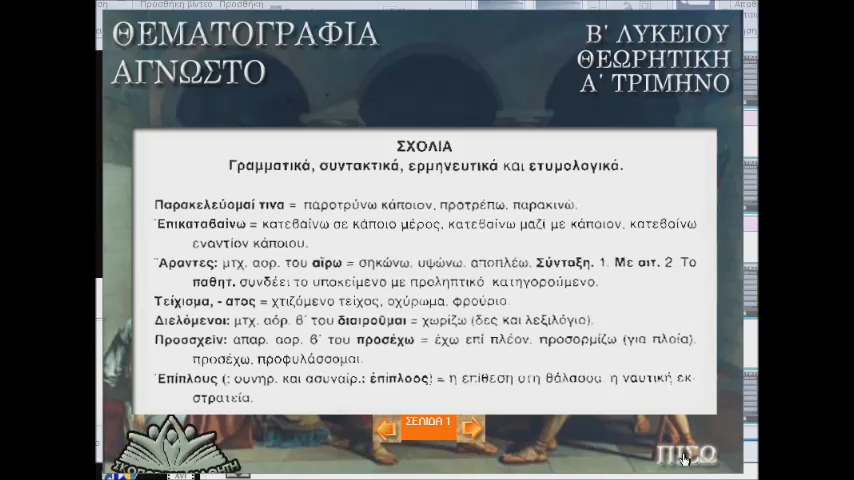 Προσθήκη βίντεο Προσθήκη
ΘΕΜΑΤΟΓΡΑΦΙΑ
ΑΓΝΩΣΤΟ
Β' ΛΥΚΕΙΟΥ
ΘΕΩΡΗΤΙΚΗ
Α' ΤΡΙΜΗΝΟ
ΣΧΟΛΙΑ
Γραμματικά, συντακτικά, ερμηνευτικά και ετυμολογικά.
Παρακελεύομαί τινα = παροτρύνω κάποιον, προτρέπω, παρακινώ.
Ἐπικαταβαίνω = κατεβαίνω σε κάποιο μέρος, κατεβαίνω μαζί με κάποιον, κατεβαίνω
εναντίον κάποιου.
Ἄραντες: μτχ. αορ. του αἴρω = σηκώνω, υψώνω, αποπλέω. Σύνταξη. 1. Με αιτ. 2 Το
παθητ. συνδέει το υποκείμενο με προληπτικό κατηγορούμενο.
Τείχισμα, - ατος = χτιζόμενο τείχος, οχύρωμα, φρούριο.
Διελόμενοι: μτχ. αόρ. β΄ του διαιροῦμαι = χωρίζω (δες και λεξιλόγιο).
Προσσχεῖν: απαρ. αορ. β΄ του προσέχω = έχω επί πλέον, προσορμίζω (για πλοία),
προσέχω, προφυλάσσομαι.
Ἐπίπλους (: συνηρ. και ασυναίρ.: ἐπίπλοος) = η επίθεση στη θάλασσα, η ναυτική εκ-
στρατεία.
ΣΕΛΙΔΑ 1
ΠΙΣΩ